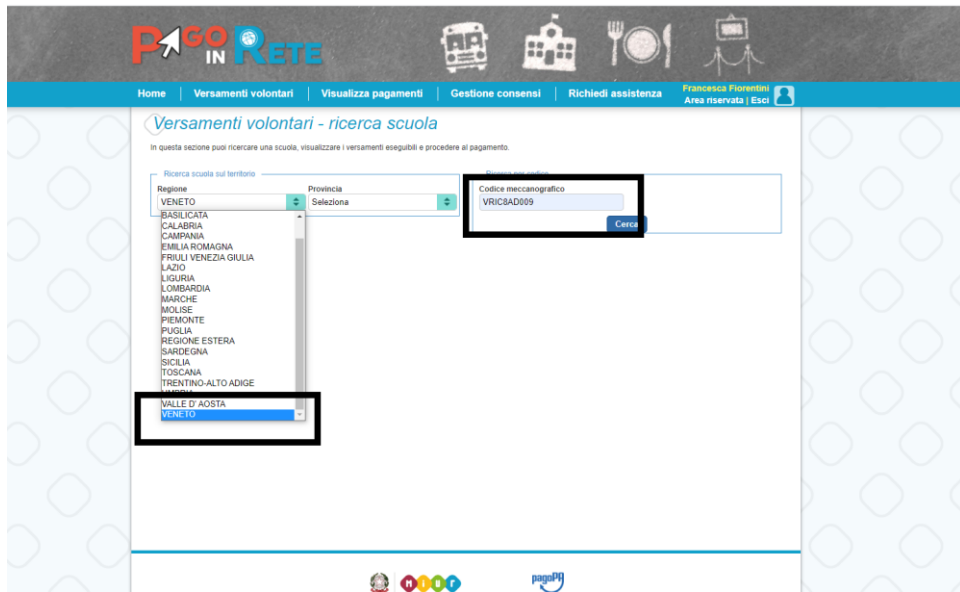 PAGO
IN RETE
Home | Versamenti volontari | Visualizza pagamenti | Gestione consensi | Richiedi assistenza
Francesca Fiorentini
Area riservata | Esci
Versamenti volontari - ricerca scuola
In questa sezione puoi ricercare una scuola, visualizzare i versamenti eseguibili e procedere al pagamento.
Ricerca scuola sul territorio
Regione
VENETO
Provincia
Seleziona
BASILICATA
CALABRIA
CAMPANIA
EMILIA ROMAGNA
FRIULI VENEZIA GIULIA
LAZIO
LIGURIA
LOMBARDIA
MARCHE
MOLISE
PIEMONTE
PUGLIA
REGIONE ESTERA
SARDEGNA
SICILIA
TOSCANA
TRENTINO-ALTO ADIGE
VALLE D' AOSTA
VENETO
Codice meccanografico
VRIC8AD009
Cerca
MIUR
pagoPA